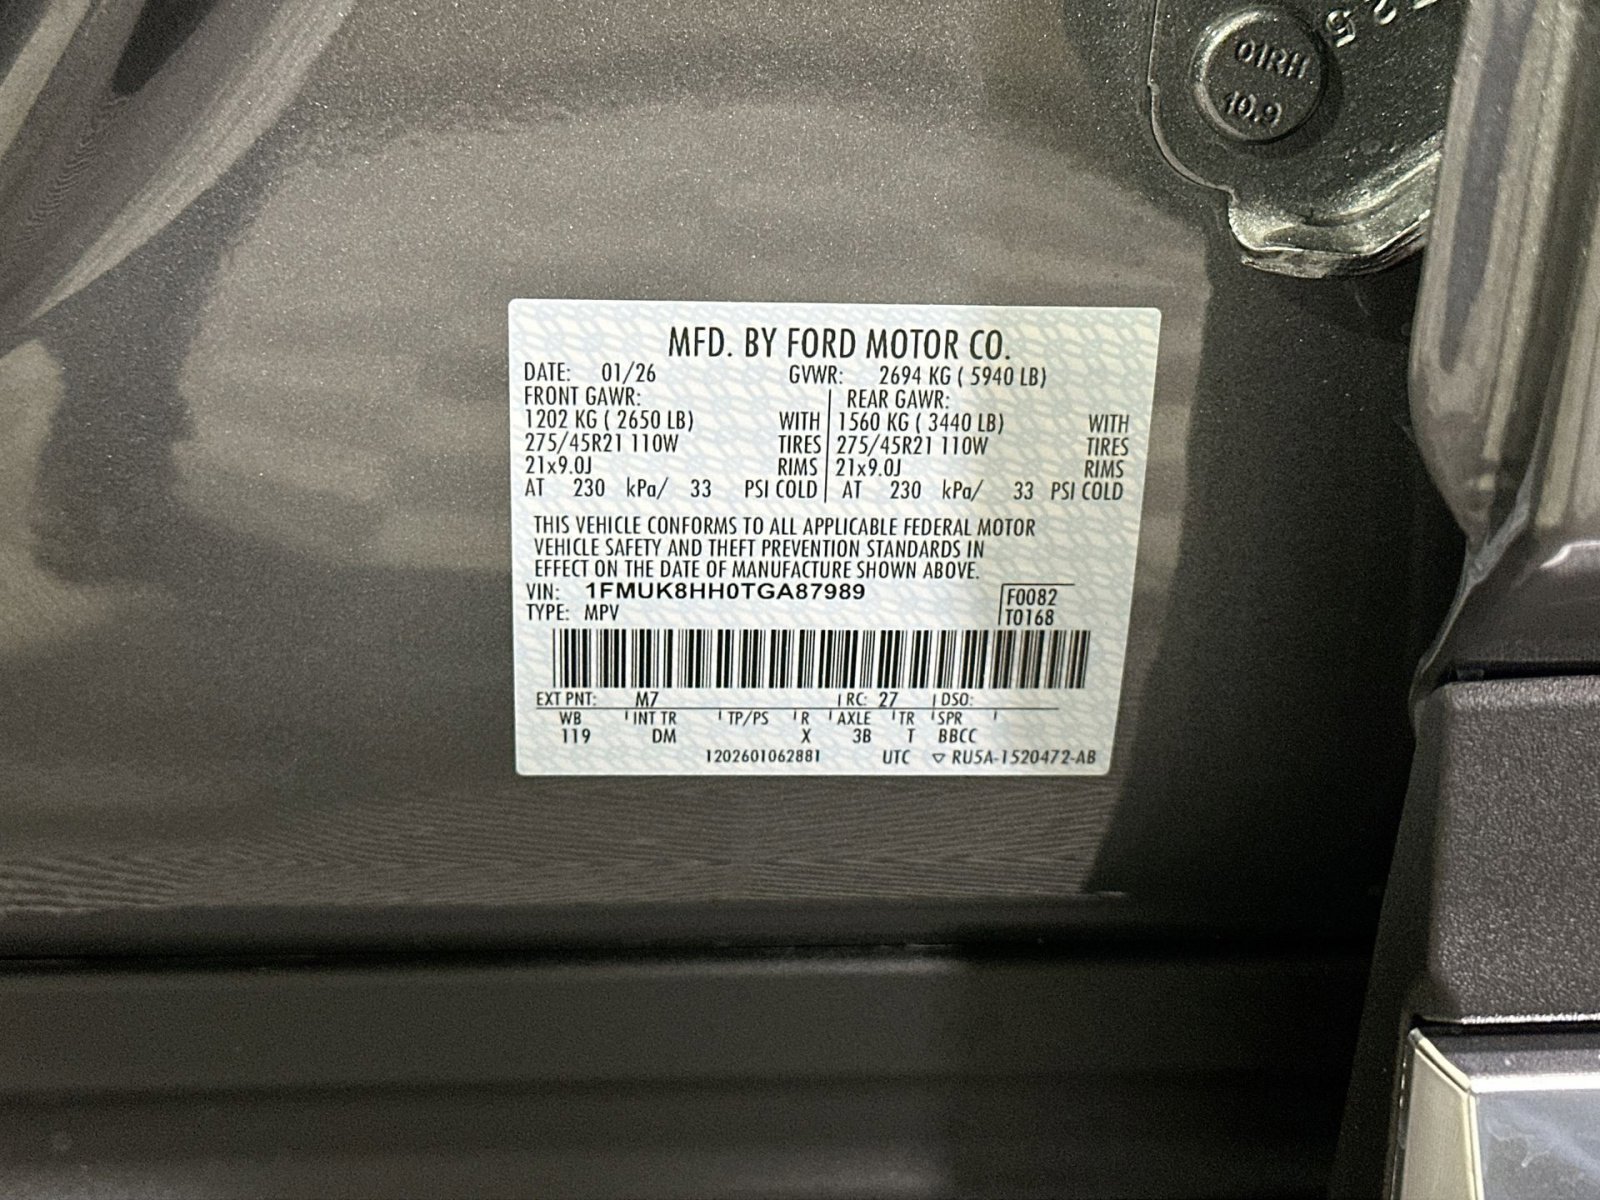 5 2
01RH
10.9
MFD. BY FORD MOTOR CO.
DATE: 01/26 GVWR: 2694 KG ( 5940 LB)
FRONT GAWR: REAR GAWR:
1202 KG ( 2650 LB) WITH 1560 KG ( 3440 LB) WITH
275/45R21 110W TIRES 275/45R21 110W TIRES
21x9.0J RIMS 21x9.0J RIMS
AT 230 kPa/ 33 PSI COLD AT 230 kPa/ 33 PSI COLD
THIS VEHICLE CONFORMS TO ALL APPLICABLE FEDERAL MOTOR
VEHICLE SAFETY AND THEFT PREVENTION STANDARDS IN
EFFECT ON THE DATE OF MANUFACTURE SHOWN ABOVE.
VIN: 1FMUK8HH0TGA87989 F0082
TYPE: MPV T0168
EXT PNT: M7 RC: 27 DSO:
WB INT TR TP/PS R AXLE TR SPR
119 DM X 3B T BBCC
1202601062881 UTC ▽ RU5A-1520472-AB